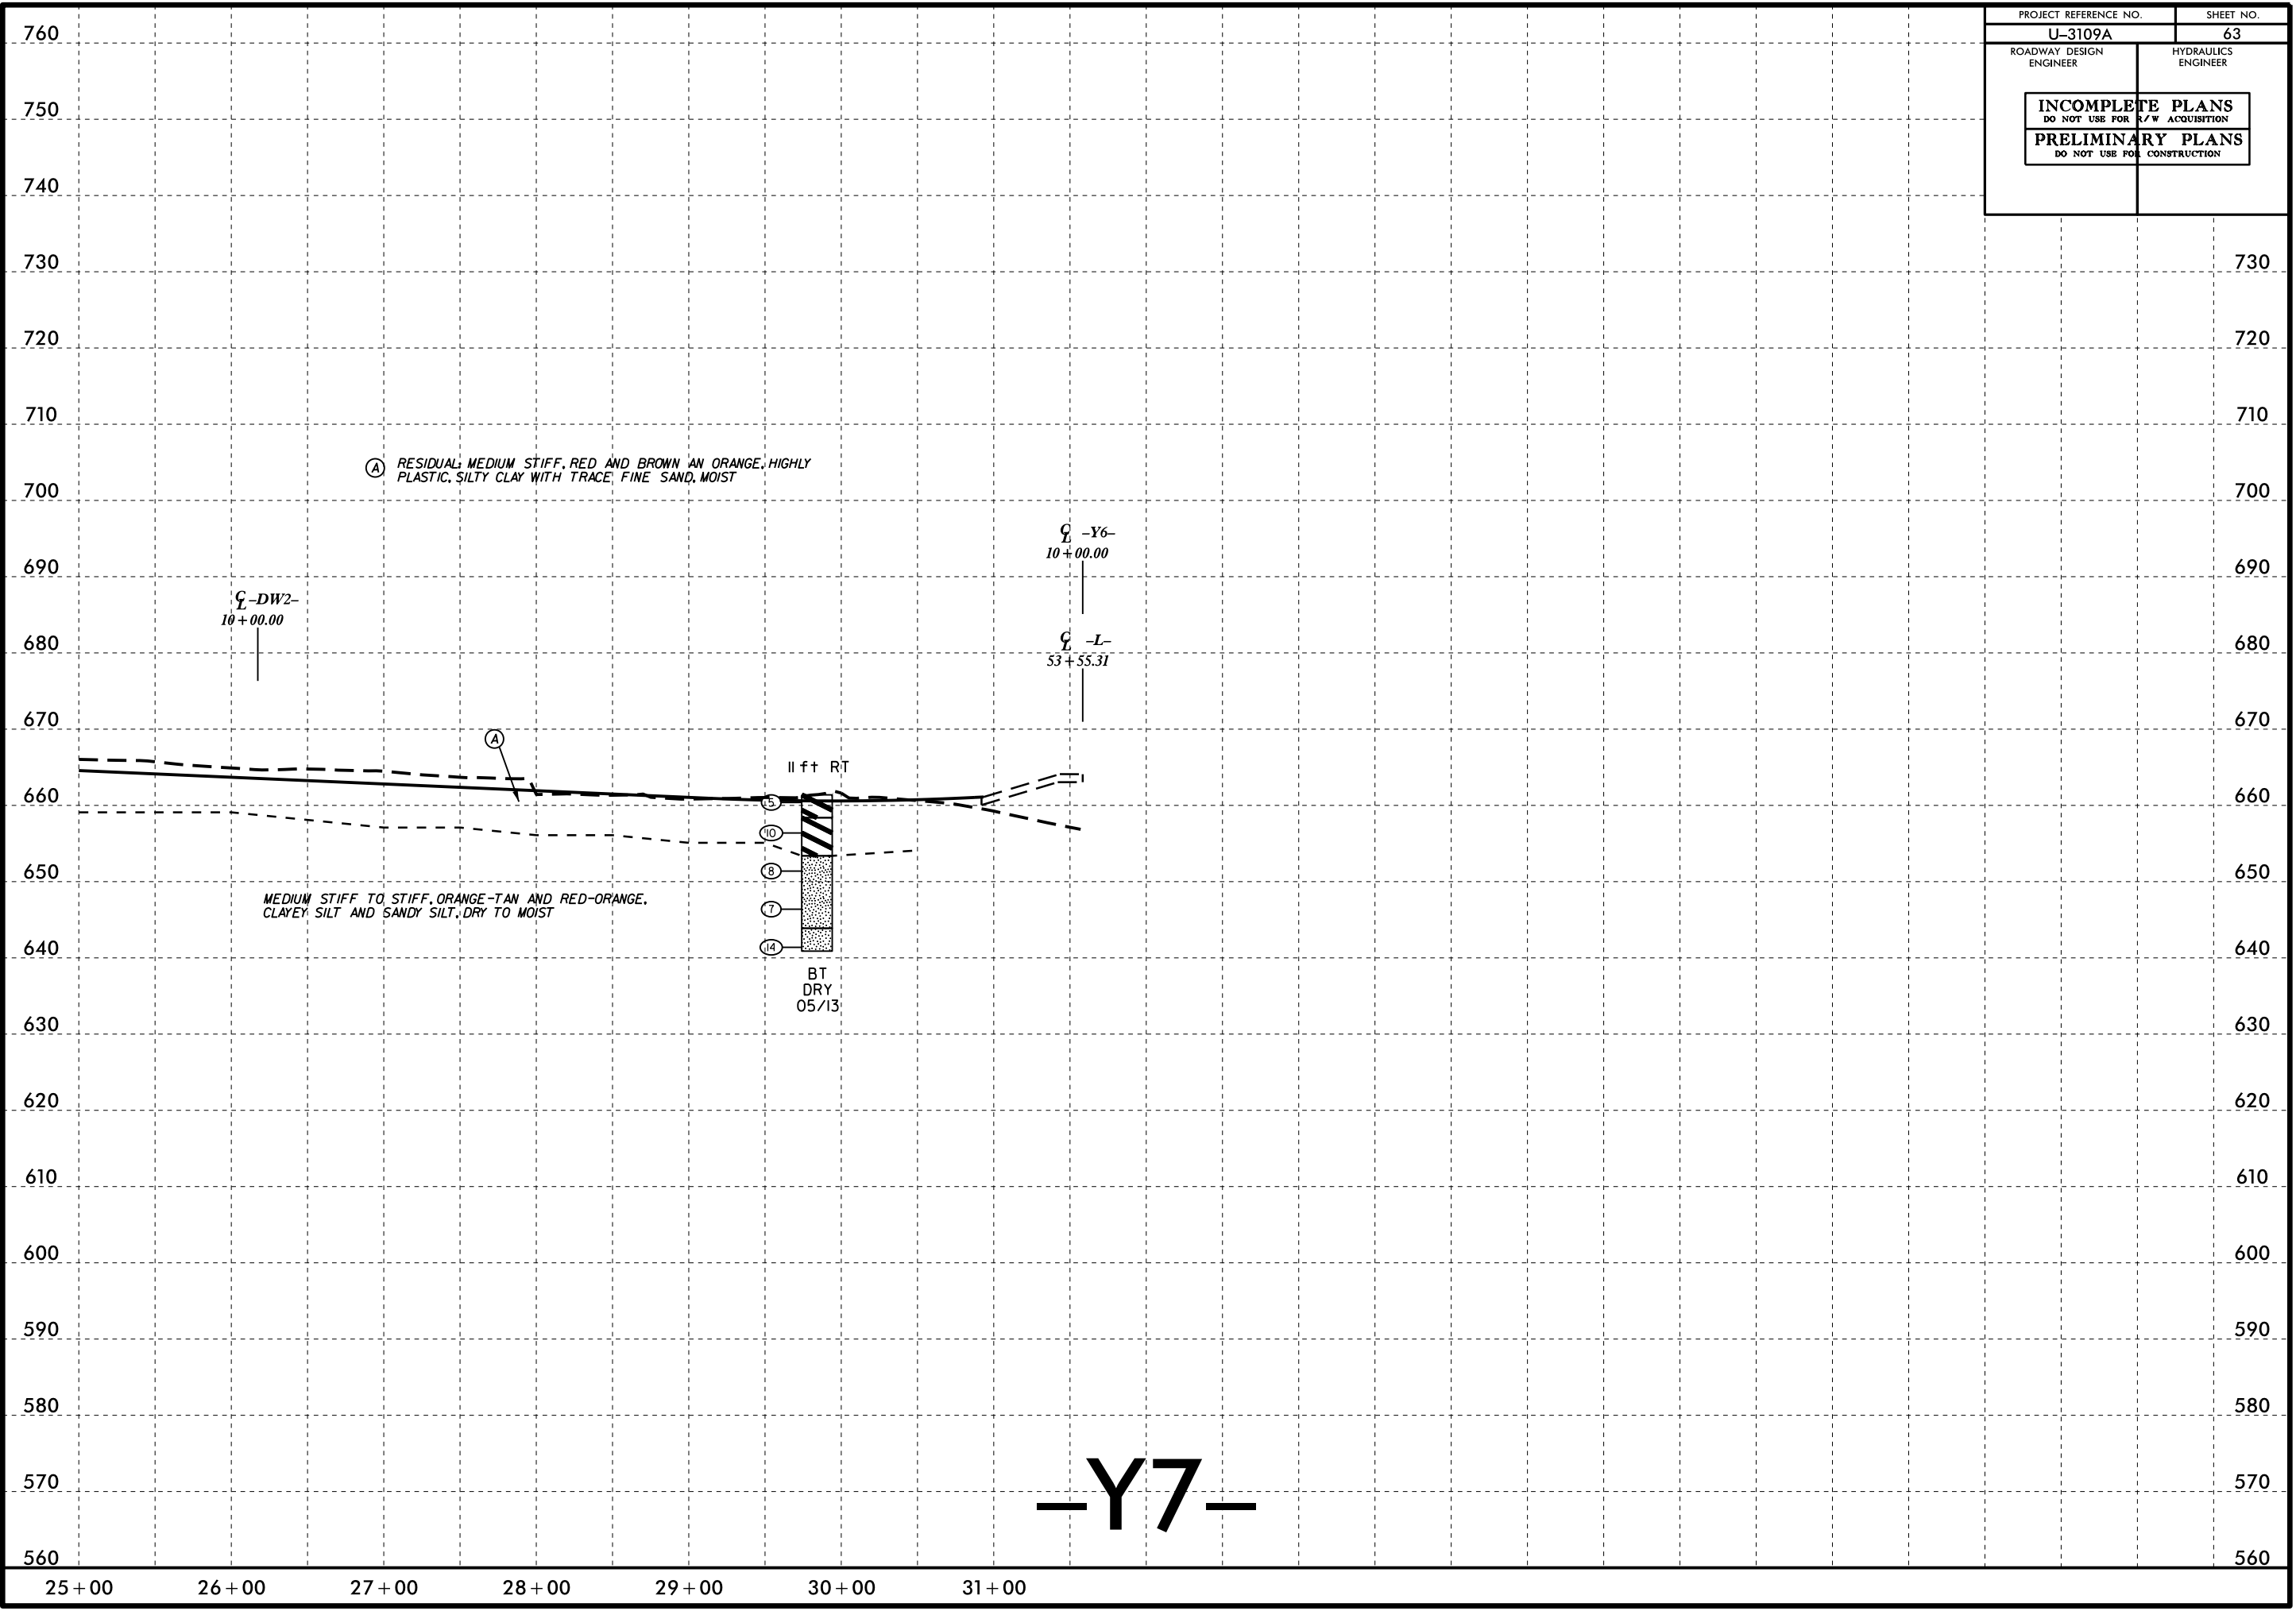 PROJECT REFERENCE NO. SHEET NO.
U-3109A 63
ROADWAY DESIGN
ENGINEER
HYDRAULICS
ENGINEER
INCOMPLETE PLANS
DO NOT USE FOR R/W ACQUISITION
PRELIMINARY PLANS
DO NOT USE FOR CONSTRUCTION
760
750
740
730 730
720 720
710 710
A RESIDUAL: MEDIUM STIFF, RED AND BROWN AN ORANGE, HIGHLY
PLASTIC, SILTY CLAY WITH TRACE FINE SAND, MOIST
700 700
CL -Y6-
10+00.00
690 690
CL -DW2-
10+00.00
680 680
CL -L-
53+55.31
670 670
A
11 ft RT
660 660
5
10
8
650 650
MEDIUM STIFF TO STIFF, ORANGE-TAN AND RED-ORANGE,
CLAYEY SILT AND SANDY SILT, DRY TO MOIST
7
14
640 640
BT
DRY
05/13
630 630
620 620
610 610
600 600
590 590
580 580
570 570
-Y7-
560 560
25+00 26+00 27+00 28+00 29+00 30+00 31+00